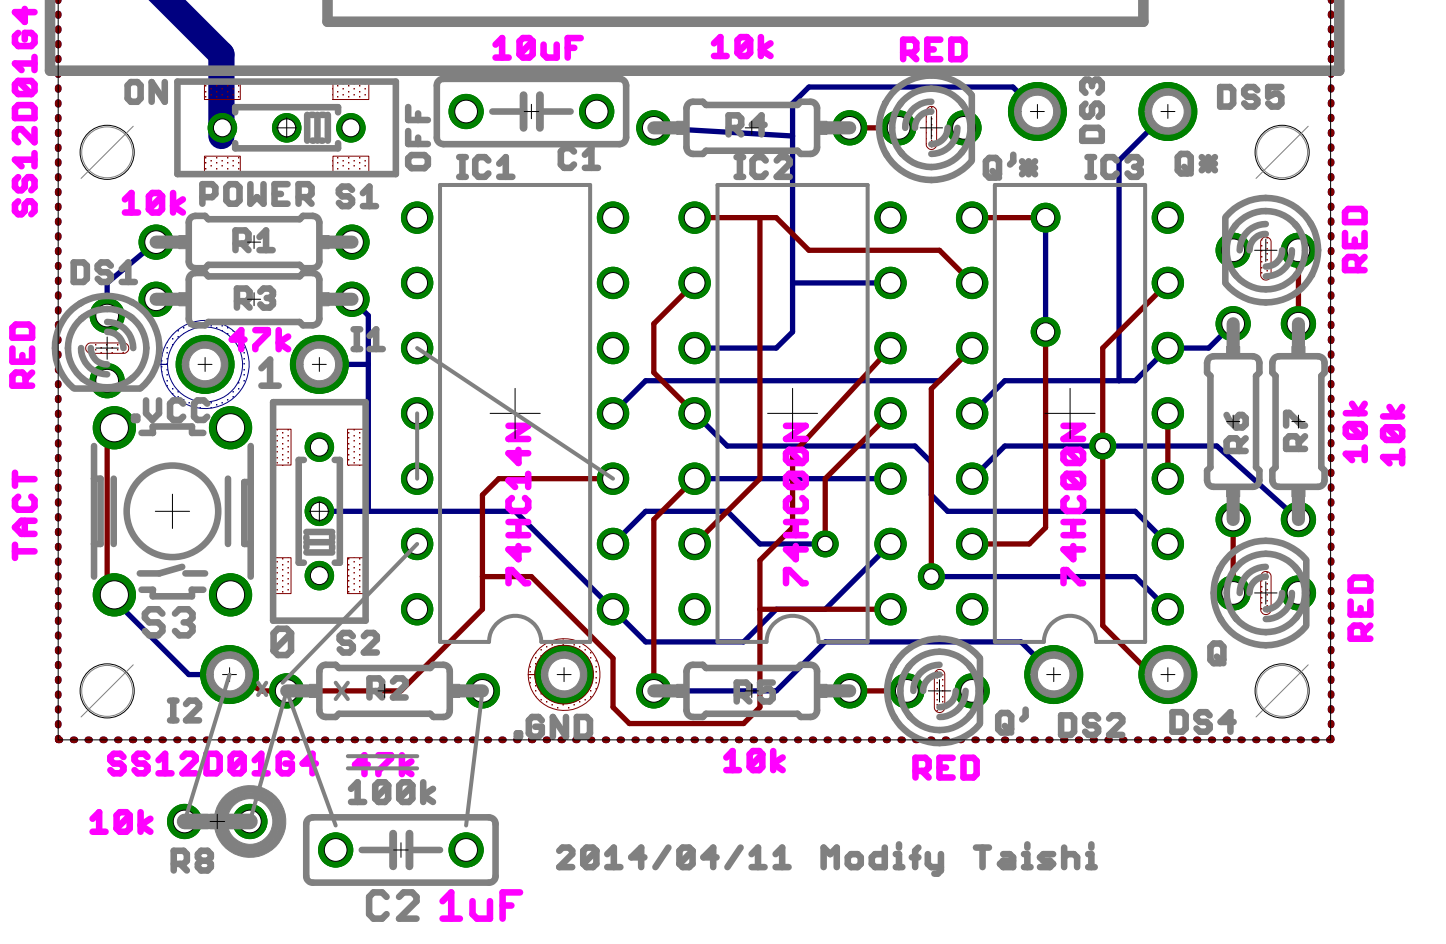 SS12D01G4
10uF
10k
RED
ON
OFF
DS3
DS5
R4
IC1
C1
IC2
Q'*
IC3
Q*
POWER
S1
10k
R1
RED
DS1
R3
47k
I1
RED
1
.VCC
R6
R7
10k
10k
TACT
74HC14N
74HC00N
74HC00N
S3
0
S2
RED
Q
x
x
R2
R5
I2
.GND
Q'
DS2
DS4
SS12D01G4
47k
10k
RED
100k
10k
R8
2014/04/11 Modify Taishi
C2
1uF